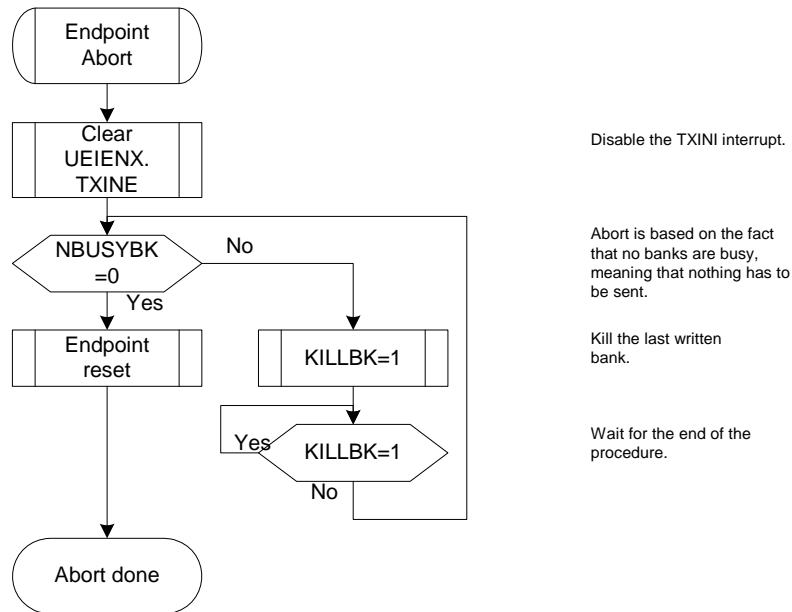 Endpoint
Abort
Clear
UEIENX.
TXINE
Disable the TXINI interrupt.
NBUSYBK
=0
No
Yes
Abort is based on the fact
that no banks are busy,
meaning that nothing has to
be sent.
Endpoint
reset
KILLBK=1
Kill the last written
bank.
Yes
KILLBK=1
No
Wait for the end of the
procedure.
Abort done